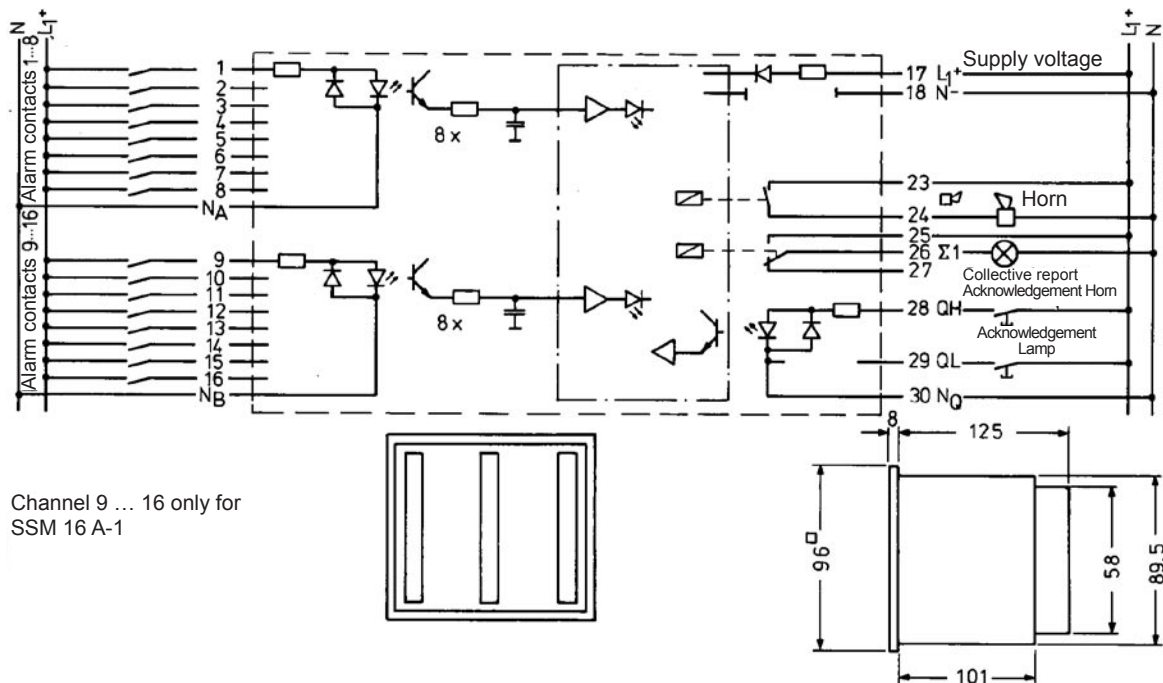 N
L1+
Alarm contacts 1...8
Alarm contacts 9...16
1
2
3
4
5
6
7
8
NA
9
10
11
12
13
14
15
16
NB
8x
8x
17 L1+ Supply voltage
18 N-
23
24 Horn
25
26 Σ1
27
Collective report
Acknowledgement Horn
28 QH
Acknowledgement
Lamp
29 QL
30 NQ
L1+
N
Channel 9 … 16 only for
SSM 16 A-1
8
125
96
58
89,5
101